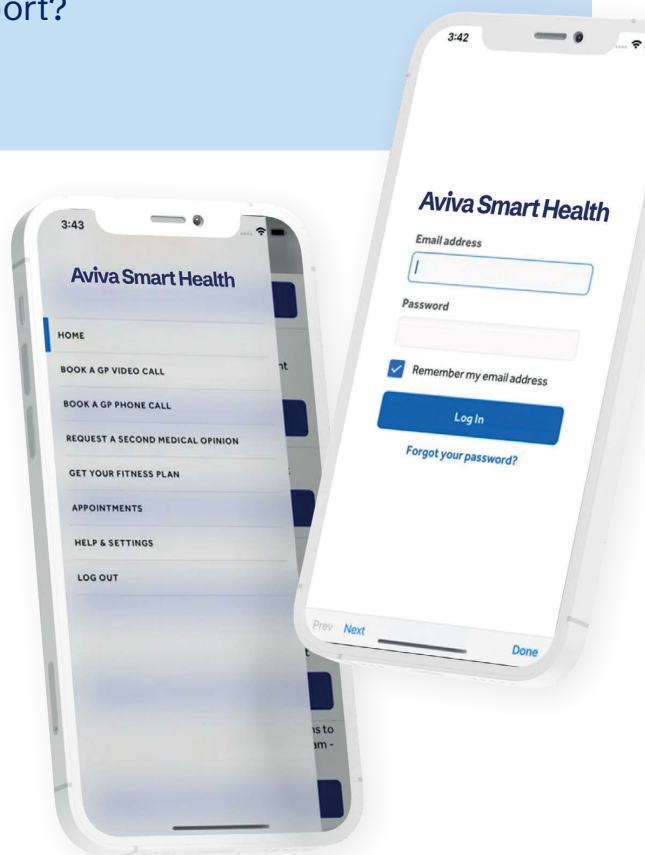 3:42
Aviva Smart Health
Email address
Password
Remember my email address
Log In
Forgot your password?
Prev Next
Done
3:43
Aviva Smart Health
HOME
BOOK A GP VIDEO CALL
BOOK A GP PHONE CALL
REQUEST A SECOND MEDICAL OPINION
GET YOUR FITNESS PLAN
APPOINTMENTS
HELP & SETTINGS
LOG OUT